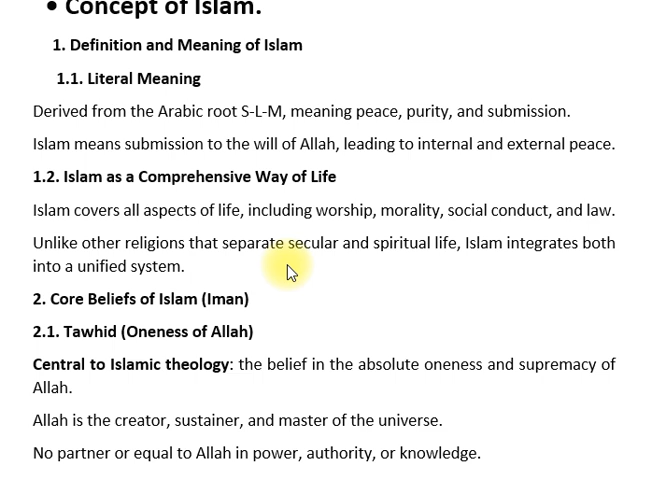 • Concept of Islam.
1. Definition and Meaning of Islam
1.1. Literal Meaning
Derived from the Arabic root S-L-M, meaning peace, purity, and submission.
Islam means submission to the will of Allah, leading to internal and external peace.
1.2. Islam as a Comprehensive Way of Life
Islam covers all aspects of life, including worship, morality, social conduct, and law.
Unlike other religions that separate secular and spiritual life, Islam integrates both
into a unified system.
2. Core Beliefs of Islam (Iman)
2.1. Tawhid (Oneness of Allah)
Central to Islamic theology: the belief in the absolute oneness and supremacy of
Allah.
Allah is the creator, sustainer, and master of the universe.
No partner or equal to Allah in power, authority, or knowledge.